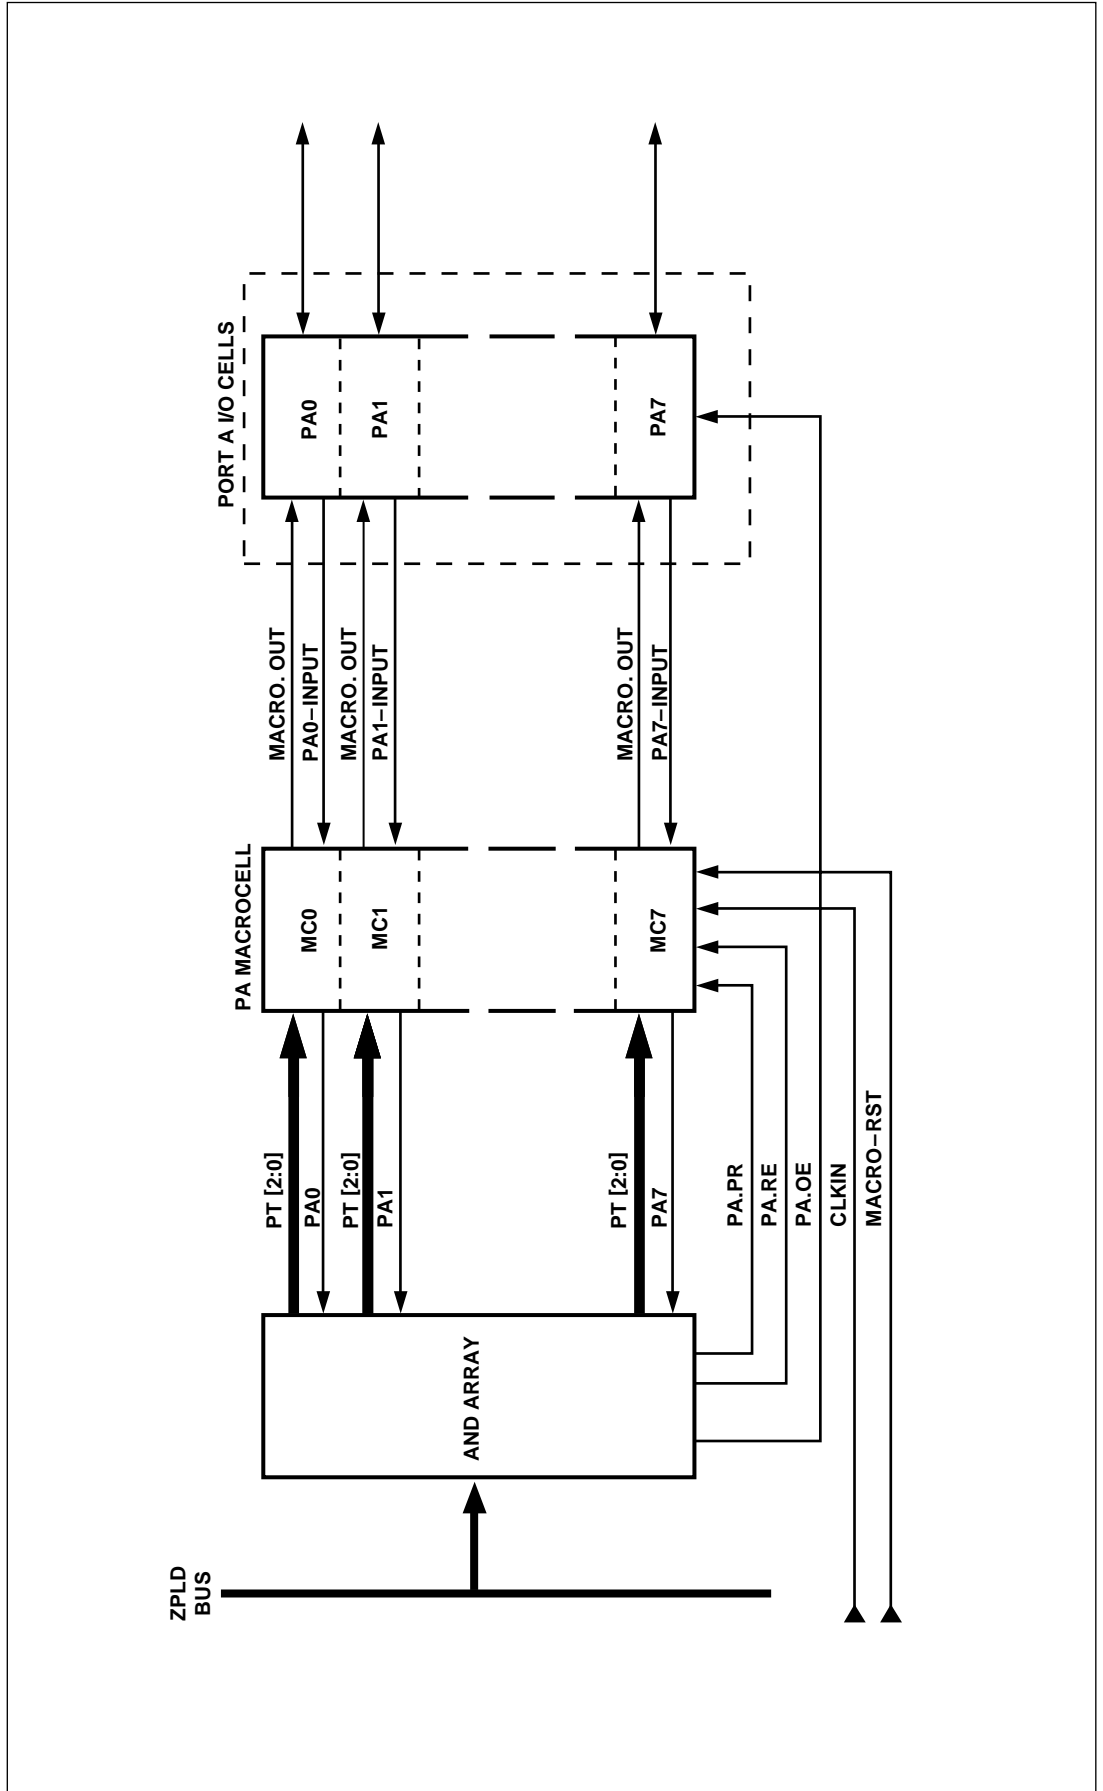 ZPLD
BUS
AND ARRAY
PT [2:0]
PA0
PT [2:0]
PA1
PT [2:0]
PA7
PA.PR
PA.RE
PA.OE
CLKIN
MACRO–RST
PA MACROCELL
MC0
MC1
MC7
MACRO. OUT
PA0–INPUT
MACRO. OUT
PA1–INPUT
MACRO. OUT
PA7–INPUT
PORT A I/O CELLS
PA0
PA1
PA7